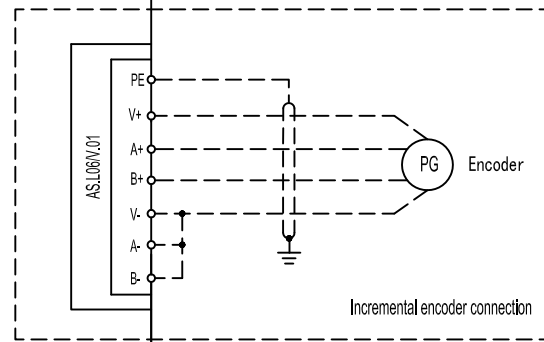 PE
V+
A+
B+
V-
A-
B-
AS.L06/V.01
PG
Encoder
Incremental encoder connection